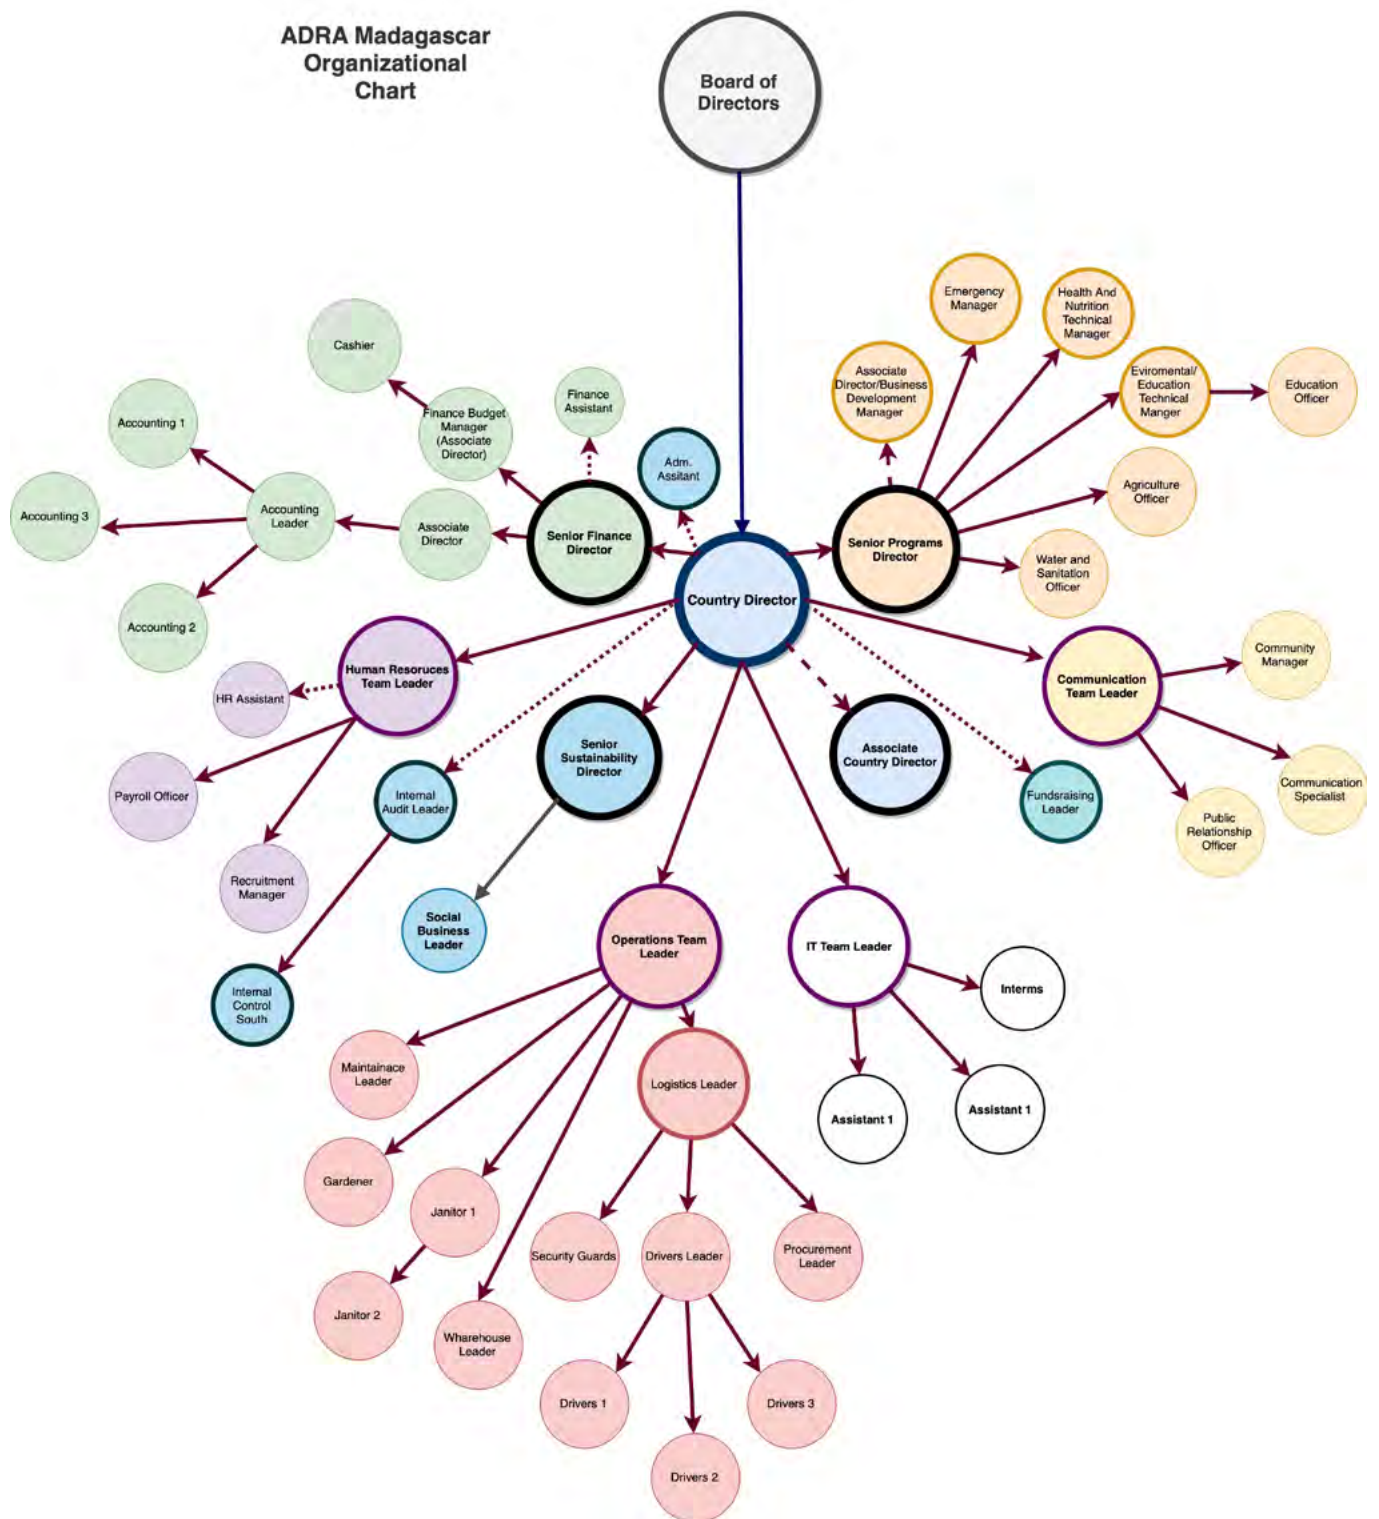 ADRA Madagascar
Organizational
Chart
Board of
Directors
Emergency
Manager
Health And
Nutrition
Technical
Manager
Cashier
Associate
Director/Business
Development
Manager
Eviromental/
Education
Technical
Manger
Education
Officer
Finance
Assistant
Accounting 1
Finance Budget
Manager
(Associate
Director)
Adm.
Assitant
Agriculture
Officer
Accounting 3
Accounting
Leader
Associate
Director
Senior Finance
Director
Senior Programs
Director
Water and
Sanitation
Officer
Country Director
Accounting 2
Human Resoruces
Team Leader
HR Assistant
Communication
Team Leader
Community
Manager
Senior
Sustainability
Director
Associate
Country Director
Payroll Officer
Internal
Audit Leader
Fundsraising
Leader
Communication
Specialist
Public
Relationship
Officer
Recruitment
Manager
Social
Business
Leader
Operations Team
Leader
IT Team Leader
Interms
Internal
Control
South
Maintainace
Leader
Logistics Leader
Assistant 1
Assistant 1
Gardener
Janitor 1
Security Guards
Drivers Leader
Procurement
Leader
Janitor 2
Wharehouse
Leader
Drivers 1
Drivers 3
Drivers 2